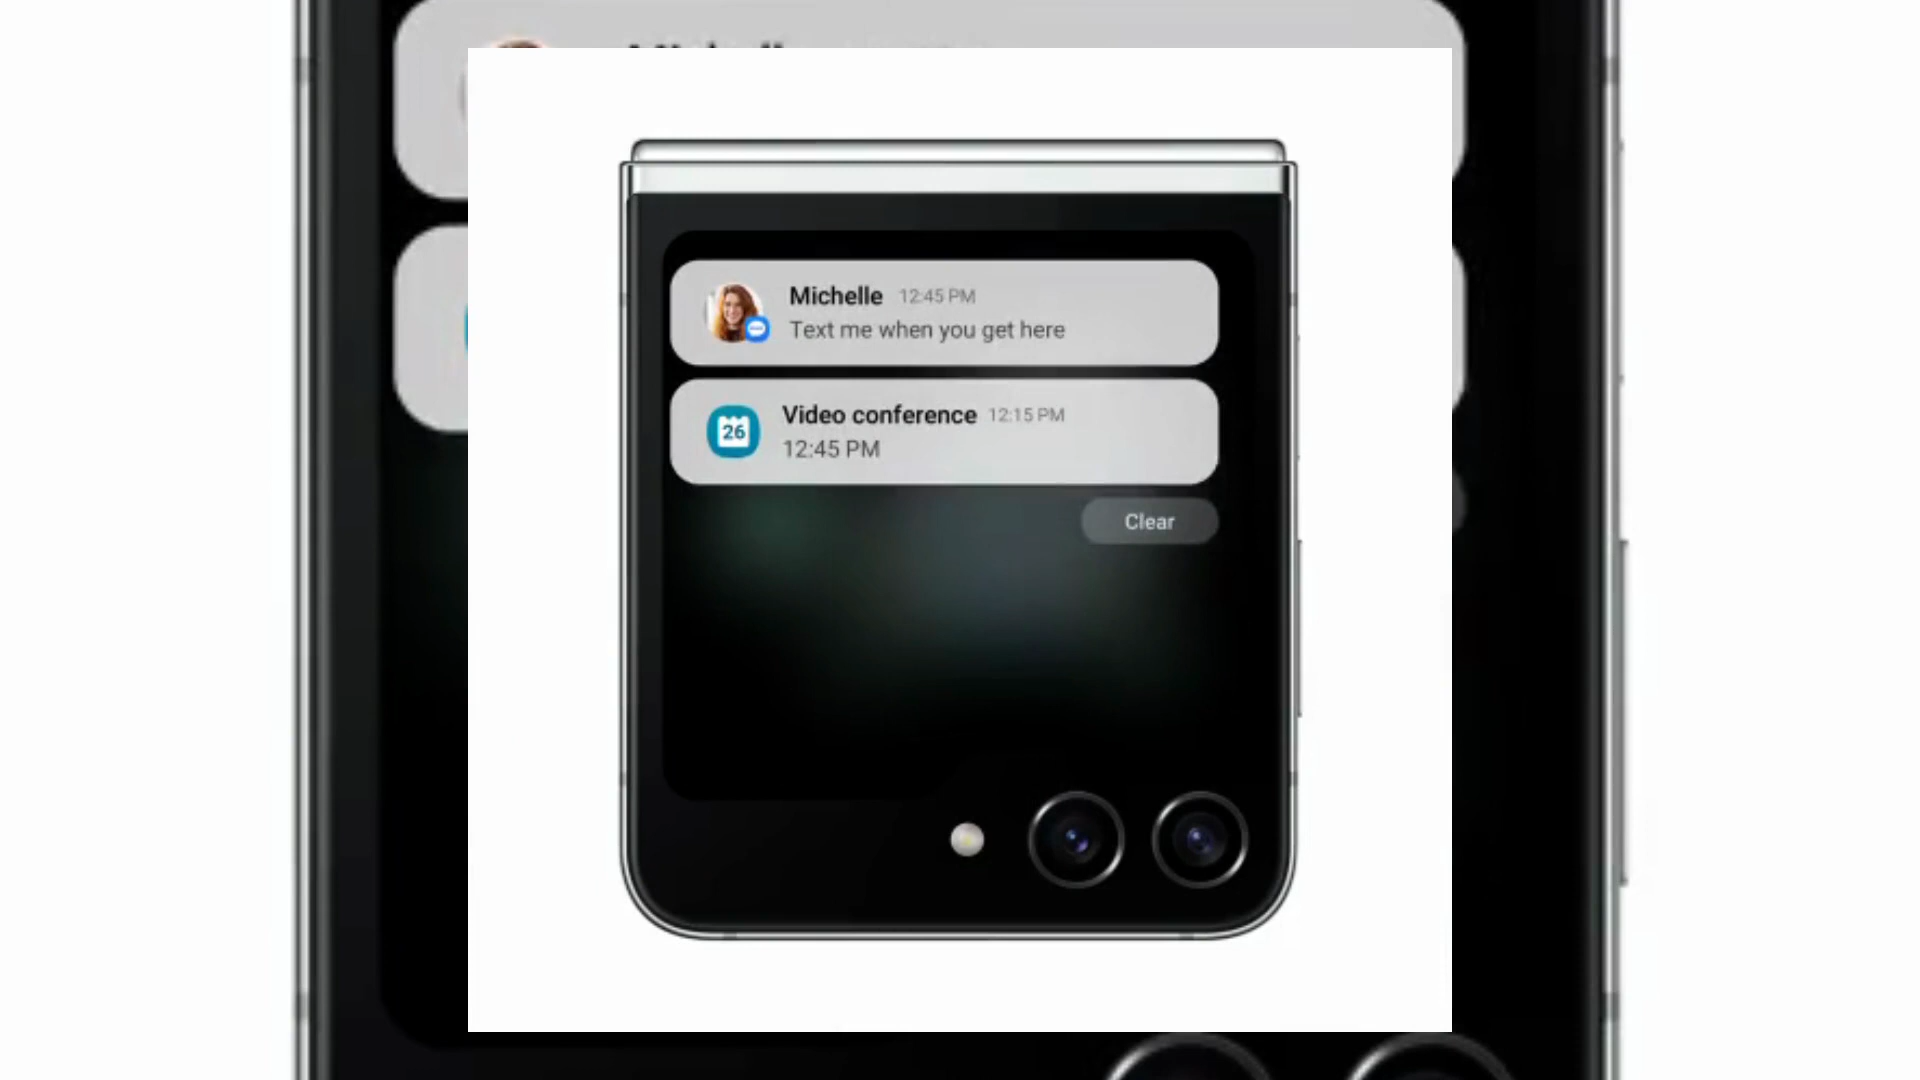 Michelle 12:45 PM
Text me when you get here
Video conference 12:15 PM
26
12:45 PM
Clear